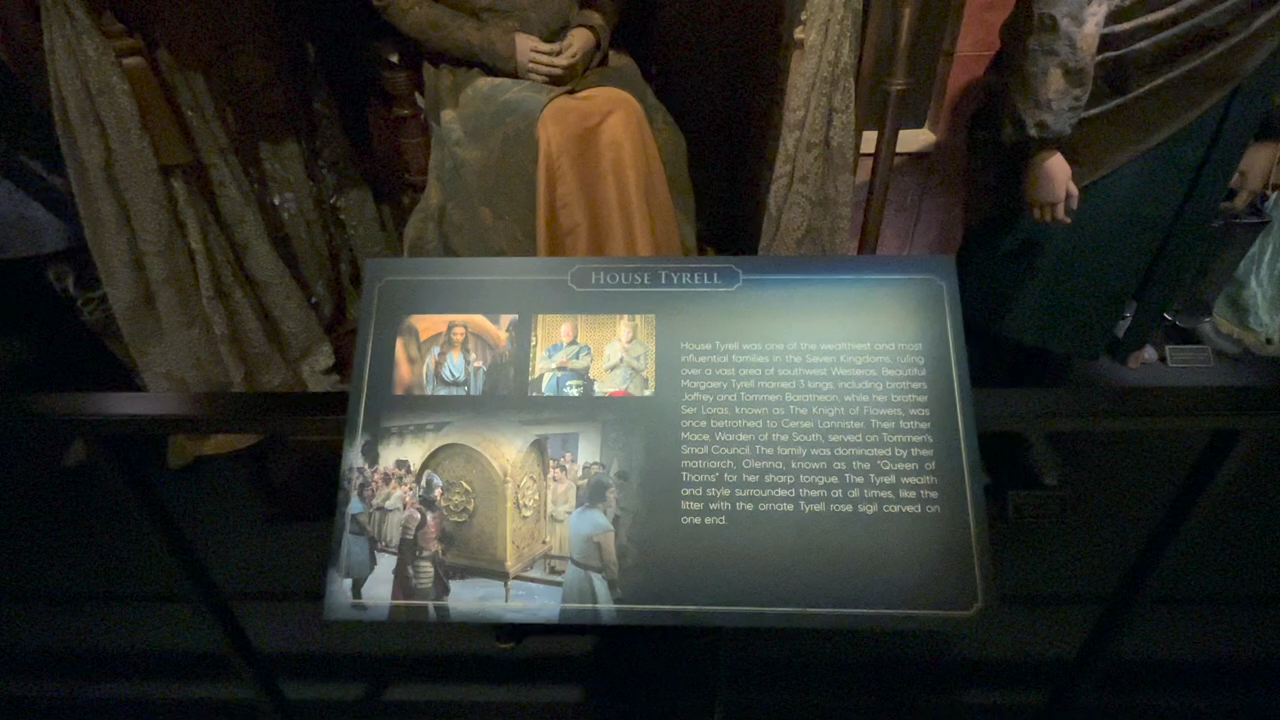 HOUSE TYRELL
House Tyrell was one of the wealthiest and most
influential families in the Seven Kingdoms, ruling
over a vast area of southwest Westeros. Beautiful
Margaery Tyrell married 3 kings, including brothers
Joffrey and Tommen Baratheon, while her brother
Ser Loras, known as The Knight of Flowers, was
once betrothed to Cersei Lannister. Their father
Mace, Warden of the South, served on Tommen's
Small Council. The family was dominated by their
matriarch, Olenna, known as the "Queen of
Thorns" for her sharp tongue. The Tyrell wealth
and style surrounded them at all times, like the
litter with the ornate Tyrell rose sigil carved on
one end.